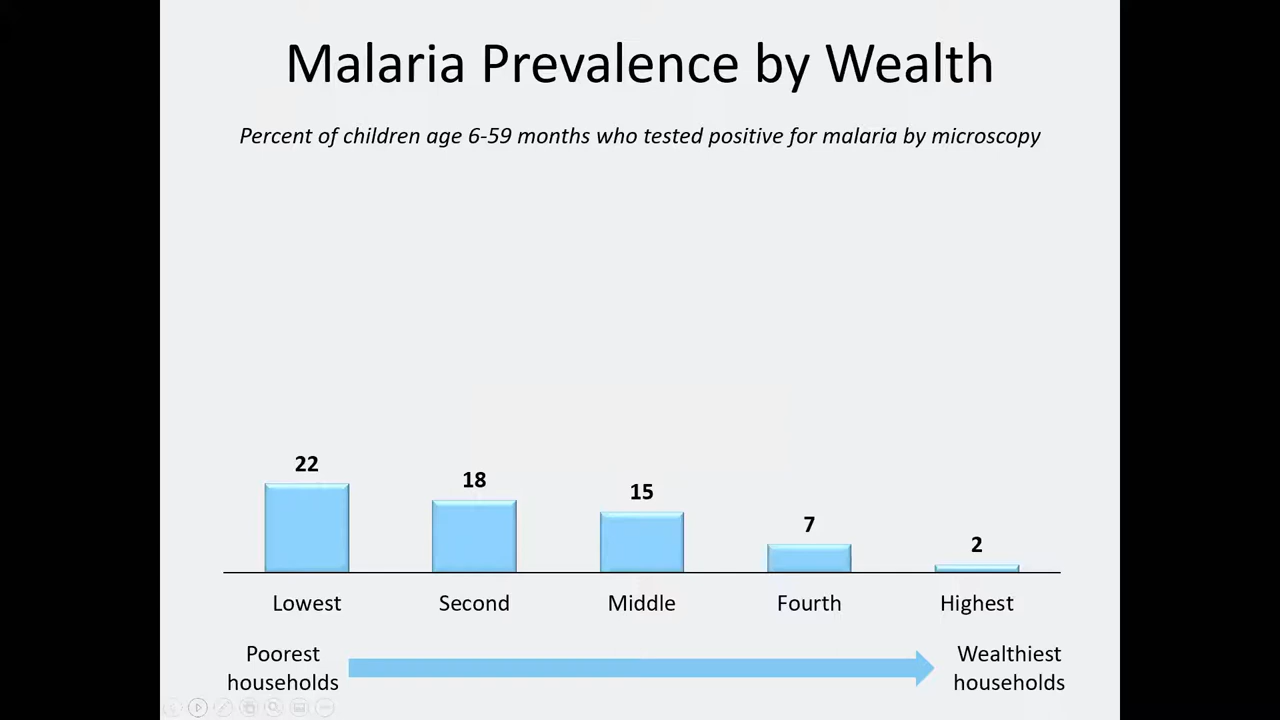 Malaria Prevalence by Wealth
Percent of children age 6-59 months who tested positive for malaria by microscopy
22
18
15
7
2
Lowest
Second
Middle
Fourth
Highest
Poorest
households
Wealthiest
households